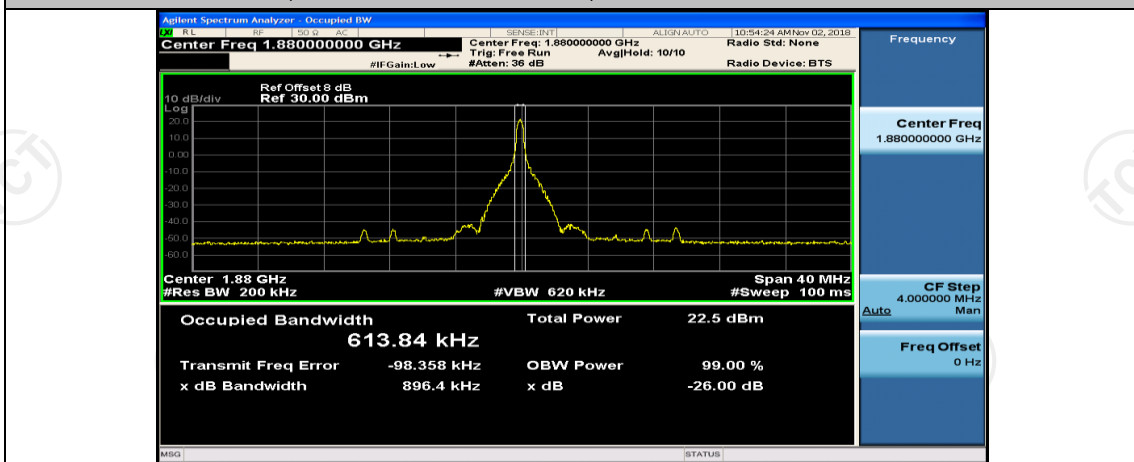 Agilent Spectrum Analyzer - Occupied BW
LXI RL RF 50 Ω AC SENSE:INT ALIGN AUTO 10:54:24 AM Nov 02, 2018
Center Freq 1.880000000 GHz Center Freq: 1.880000000 GHz Radio Std: None
Trig: Free Run Avg|Hold: 10/10
#IFGain:Low #Atten: 36 dB Radio Device: BTS
Ref Offset 8 dB
10 dB/div Ref 30.00 dBm
Log
20.0
10.0
0.00
-10.0
-20.0
-30.0
-40.0
-50.0
-60.0
Center 1.88 GHz Span 40 MHz
#Res BW 200 kHz #VBW 620 kHz #Sweep 100 ms
Occupied Bandwidth Total Power 22.5 dBm
613.84 kHz
Transmit Freq Error -98.358 kHz OBW Power 99.00 %
x dB Bandwidth 896.4 kHz x dB -26.00 dB
MSG STATUS
Frequency
Center Freq
1.880000000 GHz
CF Step
4.000000 MHz
Auto Man
Freq Offset
0 Hz